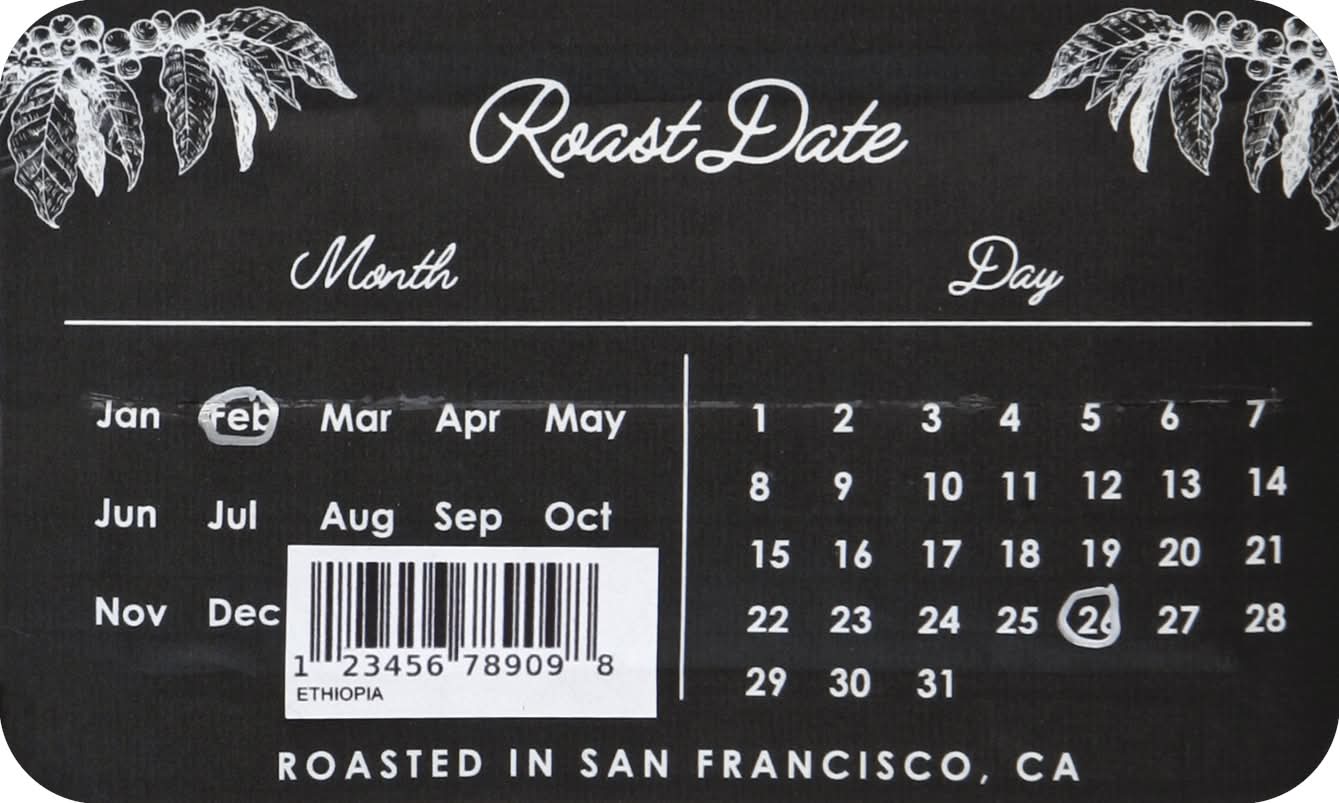 Roast Date
Month Day
Jan Feb Mar Apr May
Jun Jul Aug Sep Oct
Nov Dec
1 23456 78909 8
ETHIOPIA
1 2 3 4 5 6 7
8 9 10 11 12 13 14
15 16 17 18 19 20 21
22 23 24 25 26 27 28
29 30 31
ROASTED IN SAN FRANCISCO, CA